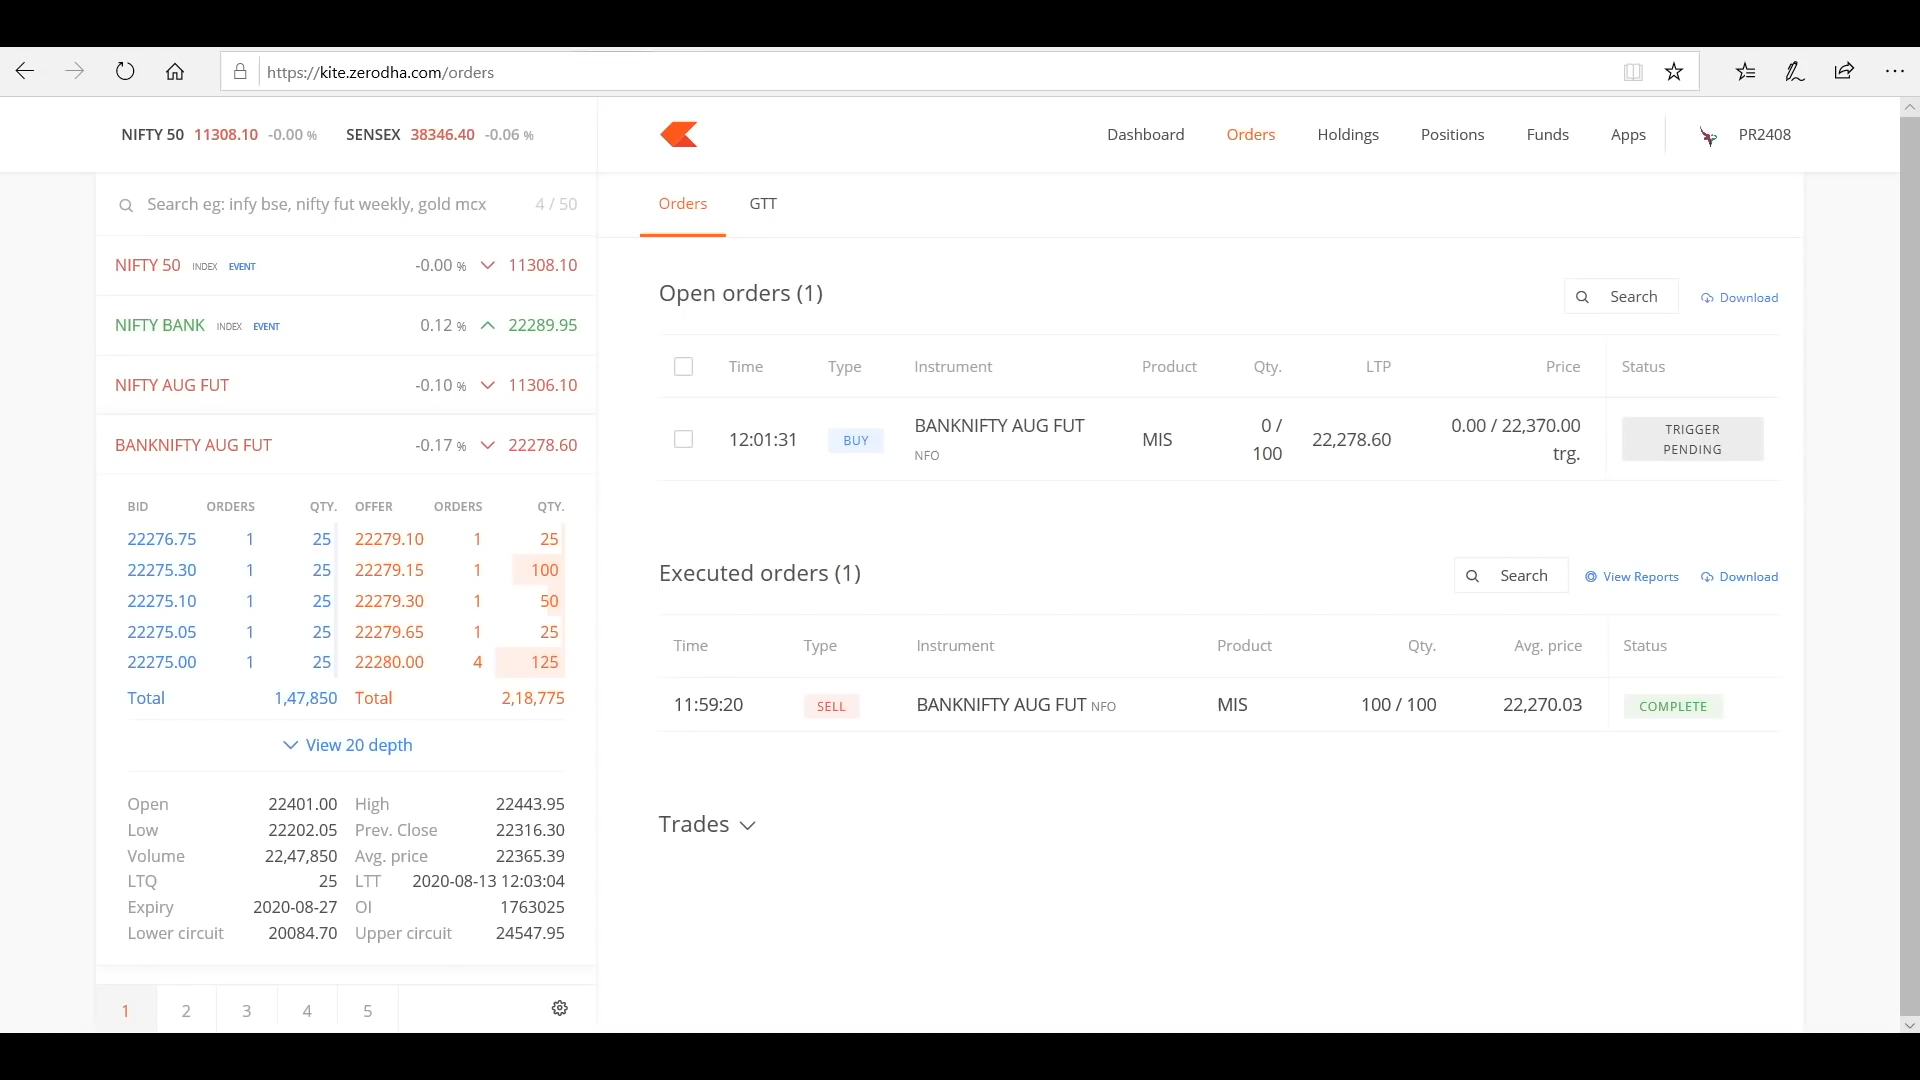 https://kite.zerodha.com/orders
NIFTY 50 11308.10 -0.00 % SENSEX 38346.40 -0.06 %
Dashboard Orders Holdings Positions Funds Apps PR2408
Search eg: infy bse, nifty fut weekly, gold mcx 4 / 50
NIFTY 50 INDEX EVENT -0.00 % 11308.10
NIFTY BANK INDEX EVENT 0.12 % 22289.95
NIFTY AUG FUT -0.10 % 11306.10
BANKNIFTY AUG FUT -0.17 % 22278.60
BID ORDERS QTY. OFFER ORDERS QTY.
22276.75 1 25 22279.10 1 25
22275.30 1 25 22279.15 1 100
22275.10 1 25 22279.30 1 50
22275.05 1 25 22279.65 1 25
22275.00 1 25 22280.00 4 125
Total 1,47,850 Total 2,18,775
View 20 depth
Open 22401.00 High 22443.95
Low 22202.05 Prev. Close 22316.30
Volume 22,47,850 Avg. price 22365.39
LTQ 25 LTT 2020-08-13 12:03:04
Expiry 2020-08-27 OI 1763025
Lower circuit 20084.70 Upper circuit 24547.95
1 2 3 4 5
Orders GTT
Open orders (1) Search Download
Time Type Instrument Product Qty. LTP Price Status
12:01:31 BUY BANKNIFTY AUG FUT MIS 0 / 22,278.60 0.00 / 22,370.00 TRIGGER
NFO 100 trg. PENDING
Executed orders (1) Search View Reports Download
Time Type Instrument Product Qty. Avg. price Status
11:59:20 SELL BANKNIFTY AUG FUT NFO MIS 100 / 100 22,270.03 COMPLETE
Trades